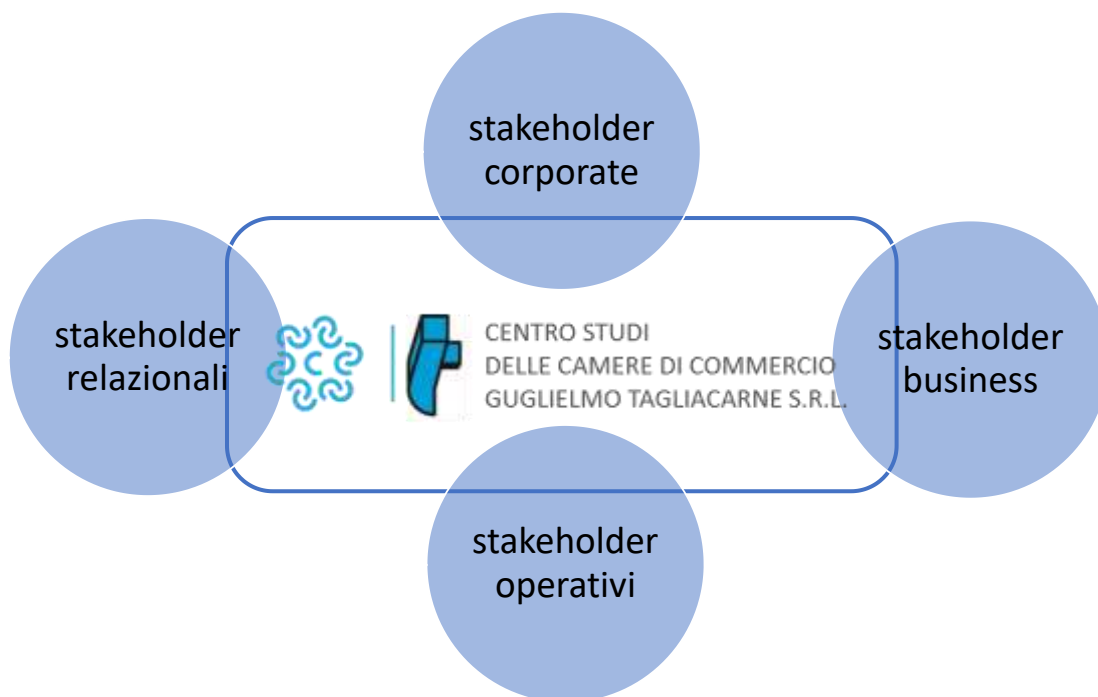 stakeholder
corporate
stakeholder
relazionali
C
CENTRO STUDI
DELLE CAMERE DI COMMERCIO
GUGLIELMO TAGLIACARNE S.R.L.
stakeholder
business
stakeholder
operativi